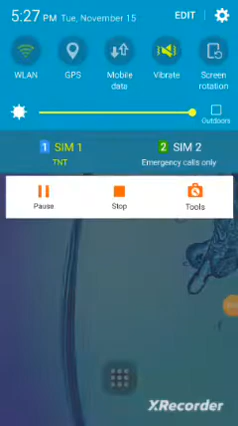 5:27 PM Tue, November 15 EDIT
WLAN GPS Mobile data Vibrate Screen rotation
Outdoors
1 SIM 1 2 SIM 2
TNT Emergency calls only
Pause Stop Tools
XRecorder